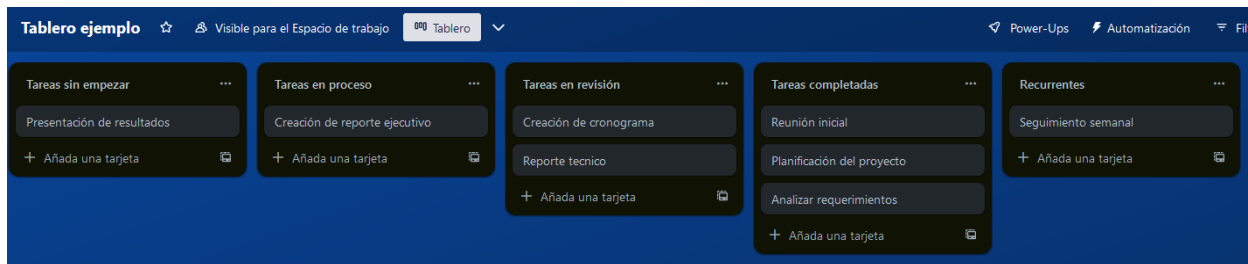 Tablero ejemplo
Visible para el Espacio de trabajo
Tablero
Power-Ups
Automatización
Fil
Tareas sin empezar
Presentación de resultados
+ Añada una tarjeta
Tareas en proceso
Creación de reporte ejecutivo
+ Añada una tarjeta
Tareas en revisión
Creación de cronograma
Reporte tecnico
+ Añada una tarjeta
Tareas completadas
Reunión inicial
Planificación del proyecto
Analizar requerimientos
+ Añada una tarjeta
Recurrentes
Seguimiento semanal
+ Añada una tarjeta